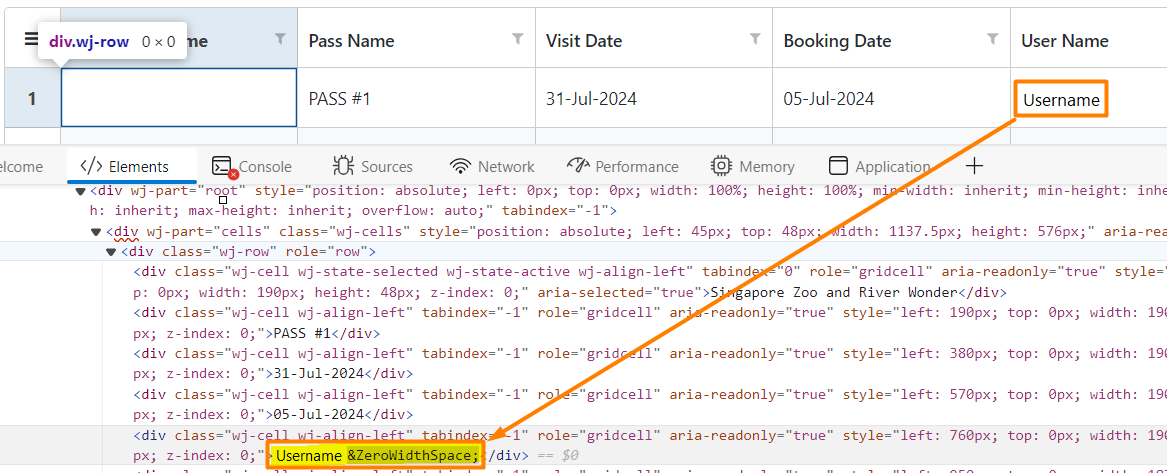 me Pass Name Visit Date Booking Date User Name
div.wj-row 0 × 0
1 PASS #1 31-Jul-2024 05-Jul-2024 Username
elcome Elements Console Sources Network Performance Memory Application
<div wj-part="root" style="position: absolute; left: 0px; top: 0px; width: 100%; height: 100%; min-width: inherit; min-height: inhe
h: inherit; max-height: inherit; overflow: auto;" tabindex="-1">
<div wj-part="cells" class="wj-cells" style="position: absolute; left: 45px; top: 48px; width: 1137.5px; height: 576px;" aria-rea
<div class="wj-row" role="row">
<div class="wj-cell wj-state-selected wj-state-active wj-align-left" tabindex="0" role="gridcell" aria-readonly="true" style=
p: 0px; width: 190px; height: 48px; z-index: 0;" aria-selected="true">Singapore Zoo and River Wonder</div>
<div class="wj-cell wj-align-left" tabindex="-1" role="gridcell" aria-readonly="true" style="left: 190px; top: 0px; width: 190
px; z-index: 0;">PASS #1</div>
<div class="wj-cell wj-align-left" tabindex="-1" role="gridcell" aria-readonly="true" style="left: 380px; top: 0px; width: 190
px; z-index: 0;">31-Jul-2024</div>
<div class="wj-cell wj-align-left" tabindex="-1" role="gridcell" aria-readonly="true" style="left: 570px; top: 0px; width: 190
px; z-index: 0;">05-Jul-2024</div>
<div class="wj-cell wj-align-left" tabindex="-1" role="gridcell" aria-readonly="true" style="left: 760px; top: 0px; width: 190
px; z-index: 0;">Username &ZeroWidthSpace;</div> == $0